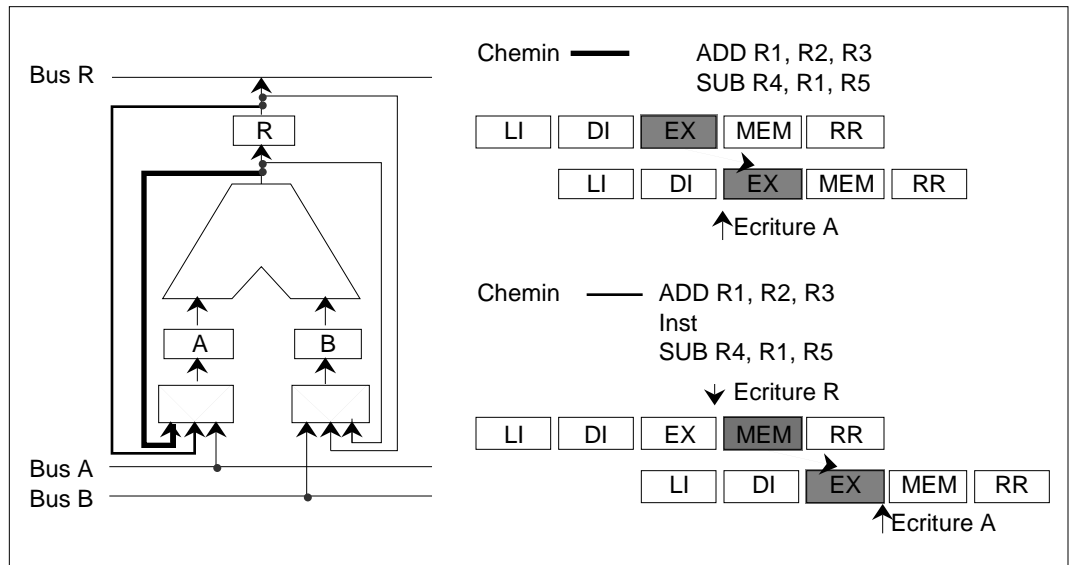 Bus R
R
A
B
Bus A
Bus B
Chemin
ADD R1, R2, R3
SUB R4, R1, R5
LI DI EX MEM RR
LI DI EX MEM RR
Ecriture A
Chemin
ADD R1, R2, R3
Inst
SUB R4, R1, R5
Ecriture R
LI DI EX MEM RR
LI DI EX MEM RR
Ecriture A